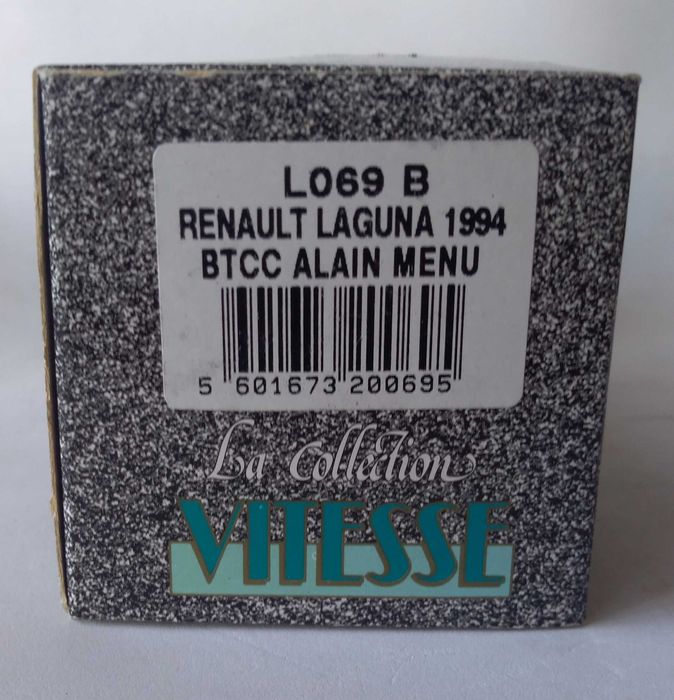 L069 B
RENAULT LAGUNA 1994
BTCC ALAIN MENU
5 601673 200695
La Collection
VITESSE